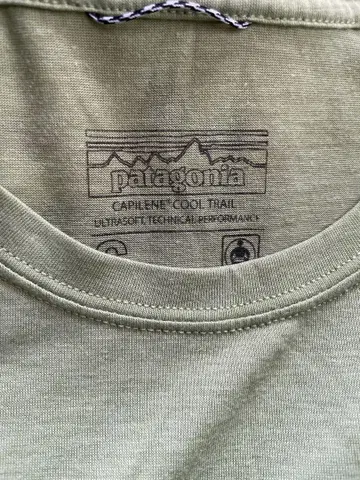 patagonia
CAPILENE® COOL TRAIL
ULTRASOFT, TECHNICAL PERFORMANCE